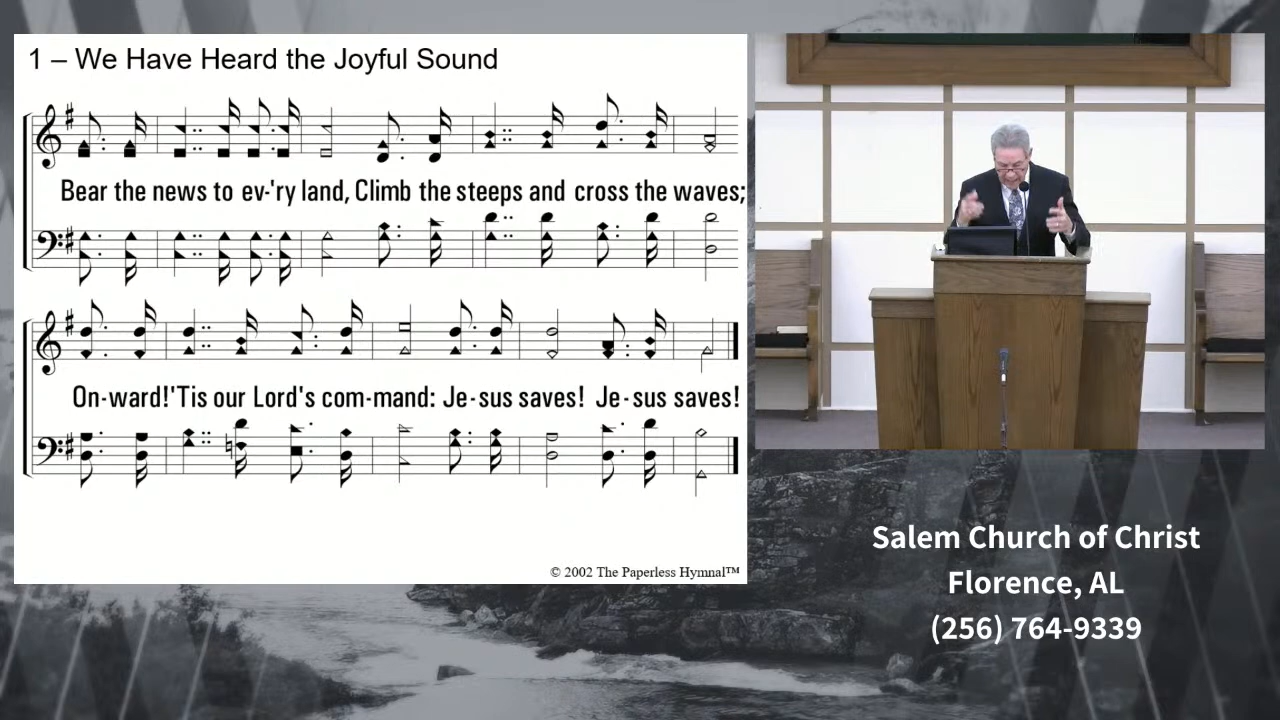 1 – We Have Heard the Joyful Sound
Bear the news to ev-'ry land, Climb the steeps and cross the waves;
On-ward!'Tis our Lord's com-mand: Je-sus saves! Je-sus saves!
© 2002 The Paperless Hymnal™
Salem Church of Christ
Florence, AL
(256) 764-9339